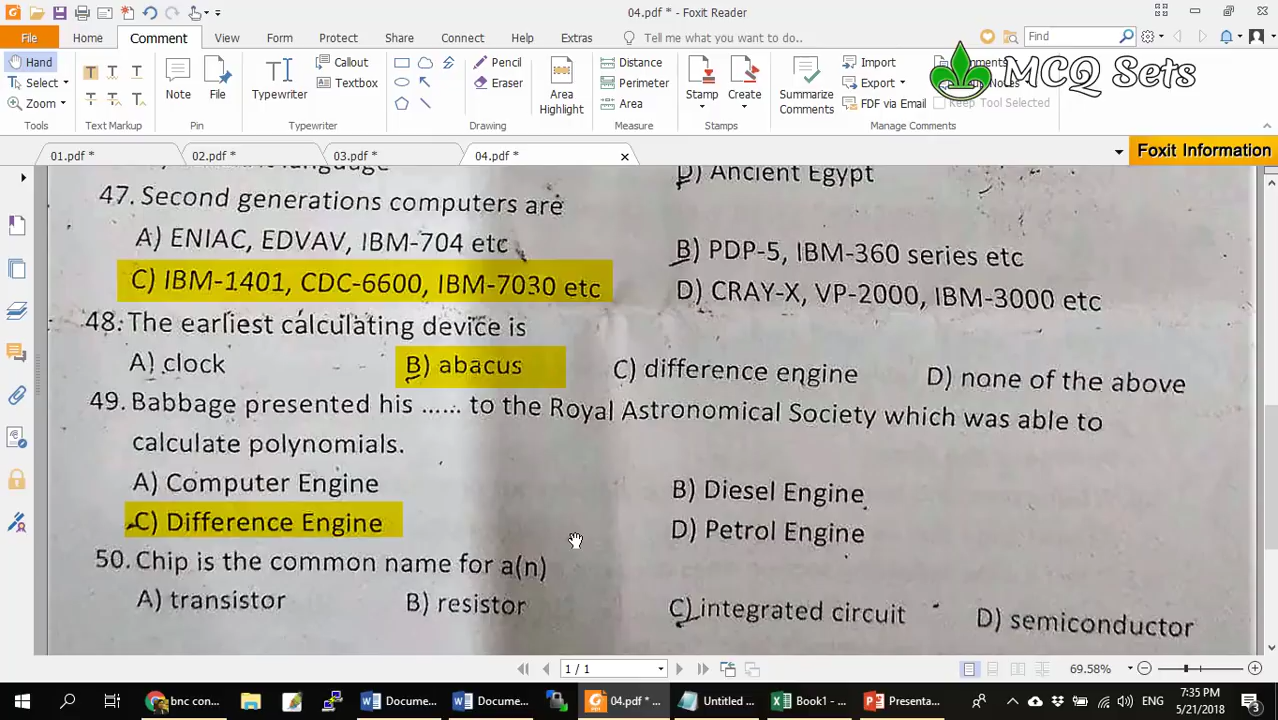 04.pdf * - Foxit Reader
File Home Comment View Form Protect Share Connect Help Extras Tell me what you want to do... Find
Hand
Select
Zoom
Tools
Text Markup
Note
File
Pin
Typewriter
Callout
Textbox
Typewriter
Pencil
Eraser
Drawing
Area Highlight
Distance
Perimeter
Area
Measure
Stamp
Create
Stamps
Summarize Comments
Import
Export
FDF via Email
Comments
Keep Tool Selected
Manage Comments
MCQ Sets
01.pdf * 02.pdf * 03.pdf * 04.pdf *
Foxit Information
language
D) Ancient Egypt
47. Second generations computers are
A) ENIAC, EDVAV, IBM-704 etc
B) PDP-5, IBM-360 series etc
C) IBM-1401, CDC-6600, IBM-7030 etc
D) CRAY-X, VP-2000, IBM-3000 etc
48. The earliest calculating device is
A) clock B) abacus C) difference engine D) none of the above
49. Babbage presented his ...... to the Royal Astronomical Society which was able to
calculate polynomials.
A) Computer Engine B) Diesel Engine
C) Difference Engine D) Petrol Engine
50. Chip is the common name for a(n)
A) transistor B) resistor C) integrated circuit D) semiconductor
1 / 1
69.58%
bnc con... Docume... Docume... 04.pdf * ... Untitled ... Book1 - ... Presenta... ENG
7:35 PM
5/21/2018
3